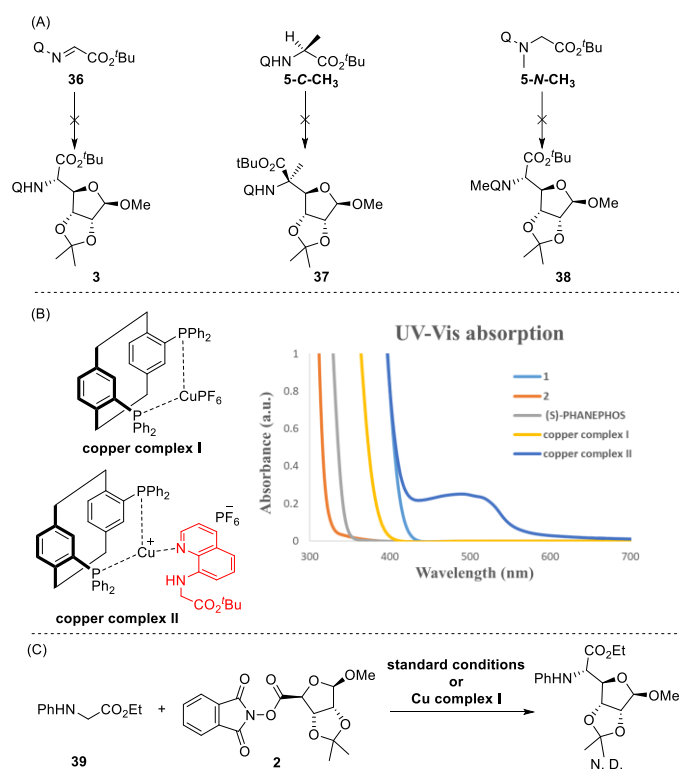 (A)
Q
N
CO₂ᵗBu
36
H
QHN
CO₂ᵗBu
5-C-CH₃
Q
N
CO₂ᵗBu
5-N-CH₃
CO₂ᵗBu
QHN
O
OMe
O
O
3
tBuO₂C
QHN
O
OMe
O
O
37
CO₂ᵗBu
MeQN
O
OMe
O
O
38
(B)
PPh₂
CuPF₆
P
Ph₂
copper complex I
PPh₂
PF₆
Cu
+
N
P
Ph₂
HN
CO₂ᵗBu
copper complex II
UV-Vis absorption
Absorbance (a.u.)
1
0.8
0.6
0.4
0.2
0
300
400
500
600
700
Wavelength (nm)
1
2
(S)-PHANEPHOS
copper complex I
copper complex II
(C)
PhHN
CO₂Et
39
+
O
N
O
O
O
O
OMe
O
O
2
standard conditions
or
Cu complex I
CO₂Et
PhHN
O
OMe
O
O
N. D.